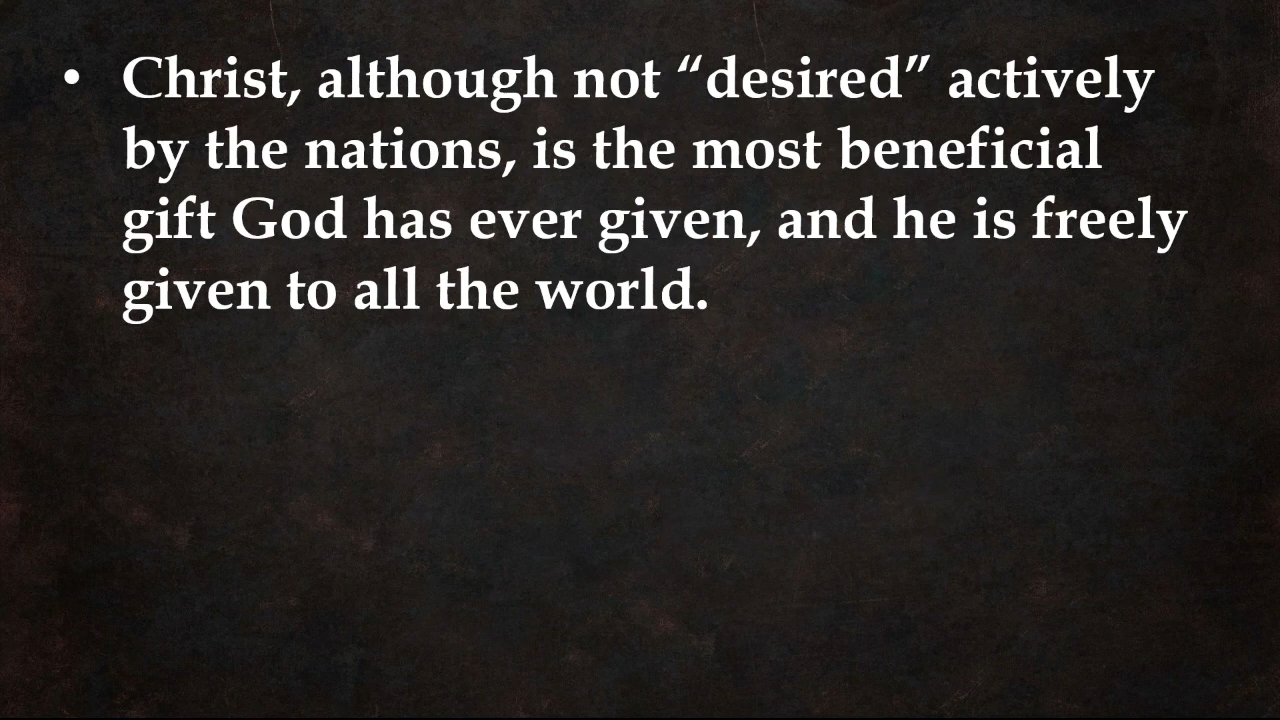 • Christ, although not “desired” actively
by the nations, is the most beneficial
gift God has ever given, and he is freely
given to all the world.